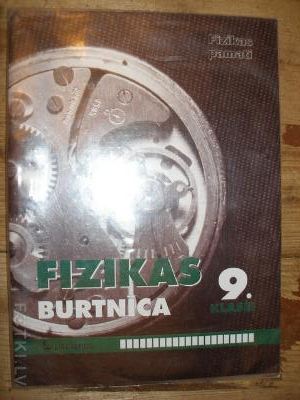 Fizikas
pamati
FIZIKAS
BURTNĪCA
9.
KLASEI